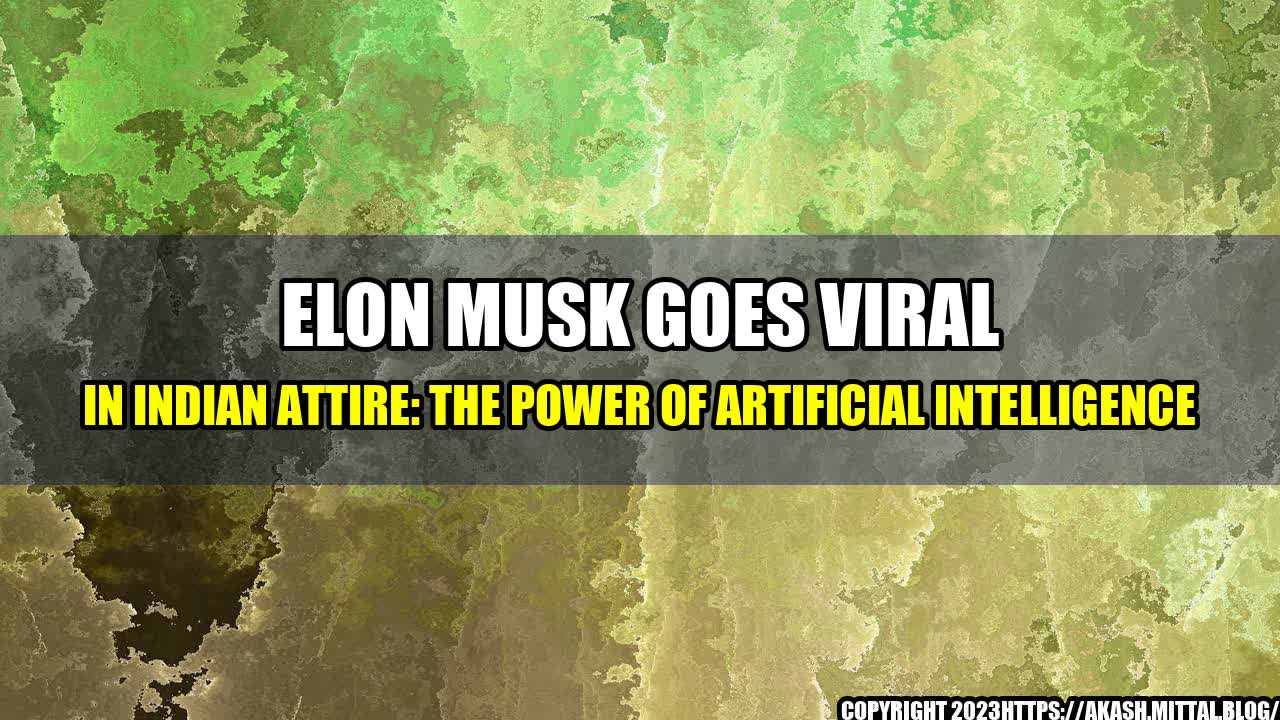 ELON MUSK GOES VIRAL
IN INDIAN ATTIRE: THE POWER OF ARTIFICIAL INTELLIGENCE
COPYRIGHT 2023HTTPS://AKASH.MITTAL.BLOG/